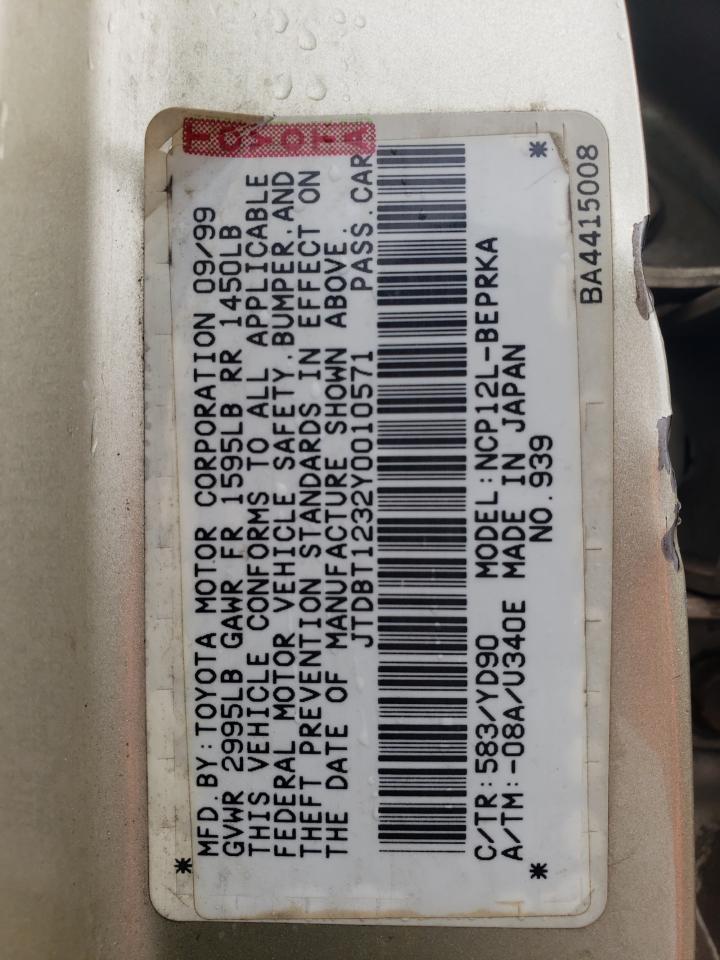 TOYOTA
MFD. BY: TOYOTA MOTOR CORPORATION 09/99
GVWR 2995LB GAWR FR 1595LB RR 1450LB
THIS VEHICLE CONFORMS TO ALL APPLICABLE
FEDERAL MOTOR VEHICLE SAFETY, BUMPER, AND
THEFT PREVENTION STANDARDS IN EFFECT ON
THE DATE OF MANUFACTURE SHOWN ABOVE.
JTDBT1232Y0010571 PASS. CAR
C/TR: 583/YD90 MODEL: NCP12L-BEPRKA
A/TM: -08A/U340E MADE IN JAPAN
NO. 939
BA4415008